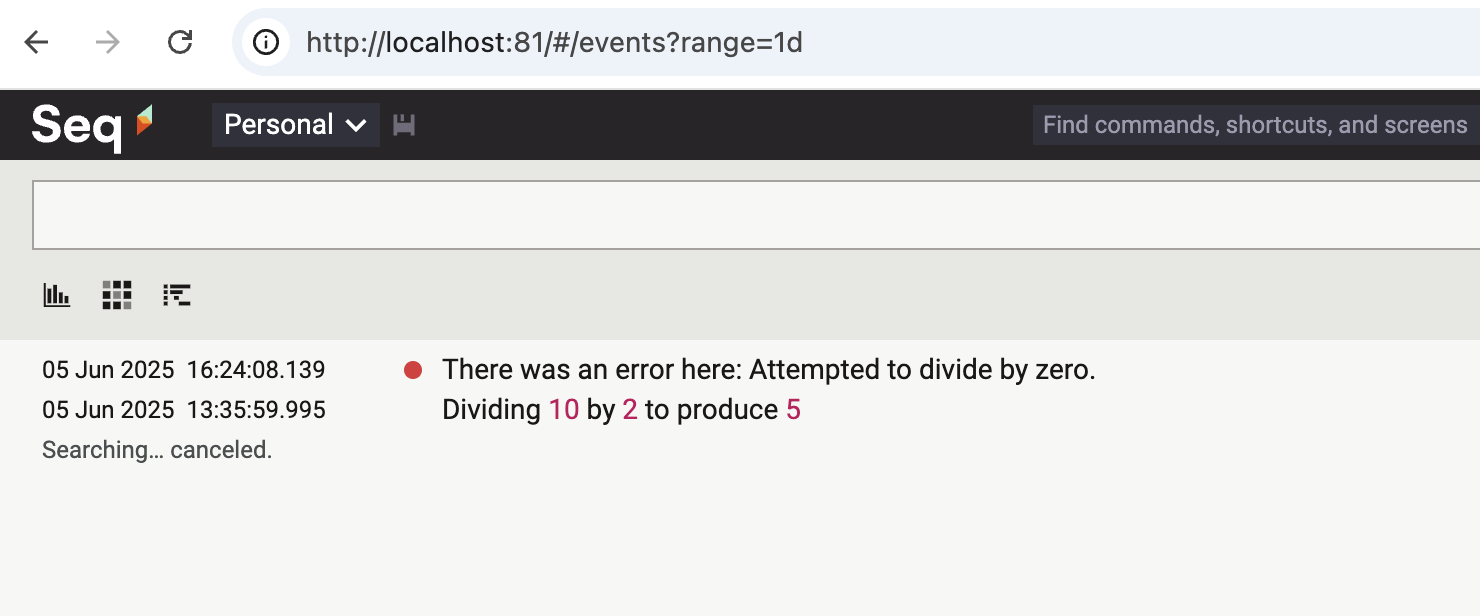 http://localhost:81/#/events?range=1d
Seq Personal Find commands, shortcuts, and screens
05 Jun 2025 16:24:08.139 There was an error here: Attempted to divide by zero.
05 Jun 2025 13:35:59.995 Dividing 10 by 2 to produce 5
Searching... canceled.